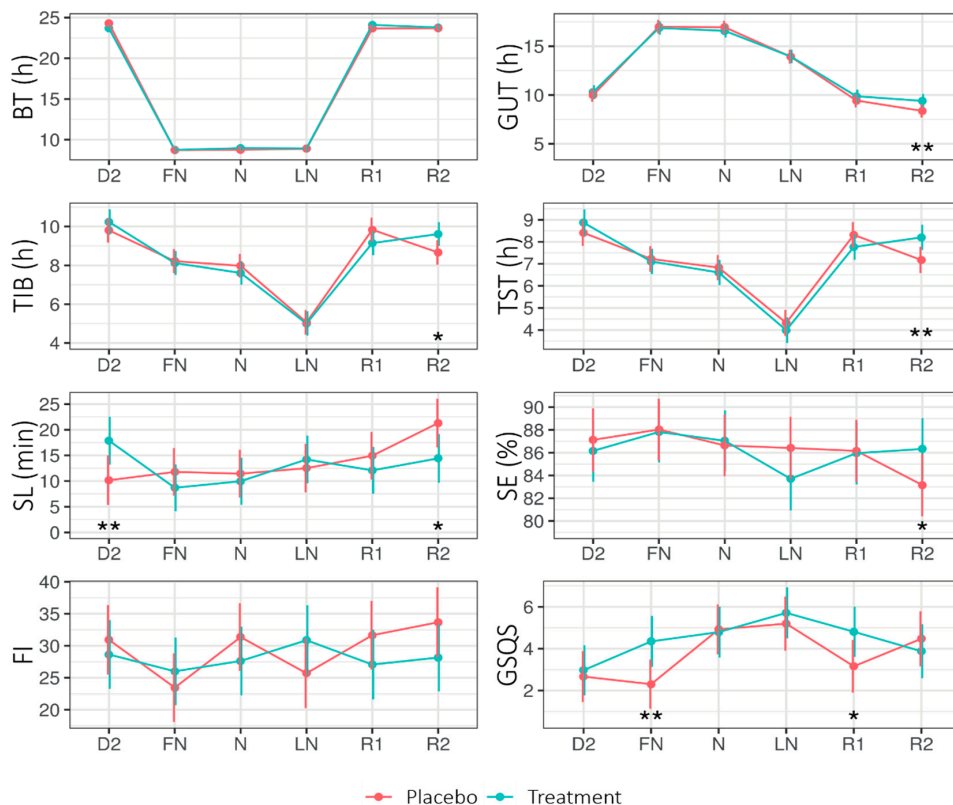 BT (h)
25
20
15
10
D2 FN N LN R1 R2
GUT (h)
15
10
5
**
D2 FN N LN R1 R2
TIB (h)
10
8
6
4
*
D2 FN N LN R1 R2
TST (h)
9
8
7
6
5
4
**
D2 FN N LN R1 R2
SL (min)
25
20
15
10
5
0
** *
D2 FN N LN R1 R2
SE (%)
90
88
86
84
82
80
*
D2 FN N LN R1 R2
FI
40
35
30
25
20
D2 FN N LN R1 R2
GSQS
6
4
2
** *
D2 FN N LN R1 R2
Placebo Treatment